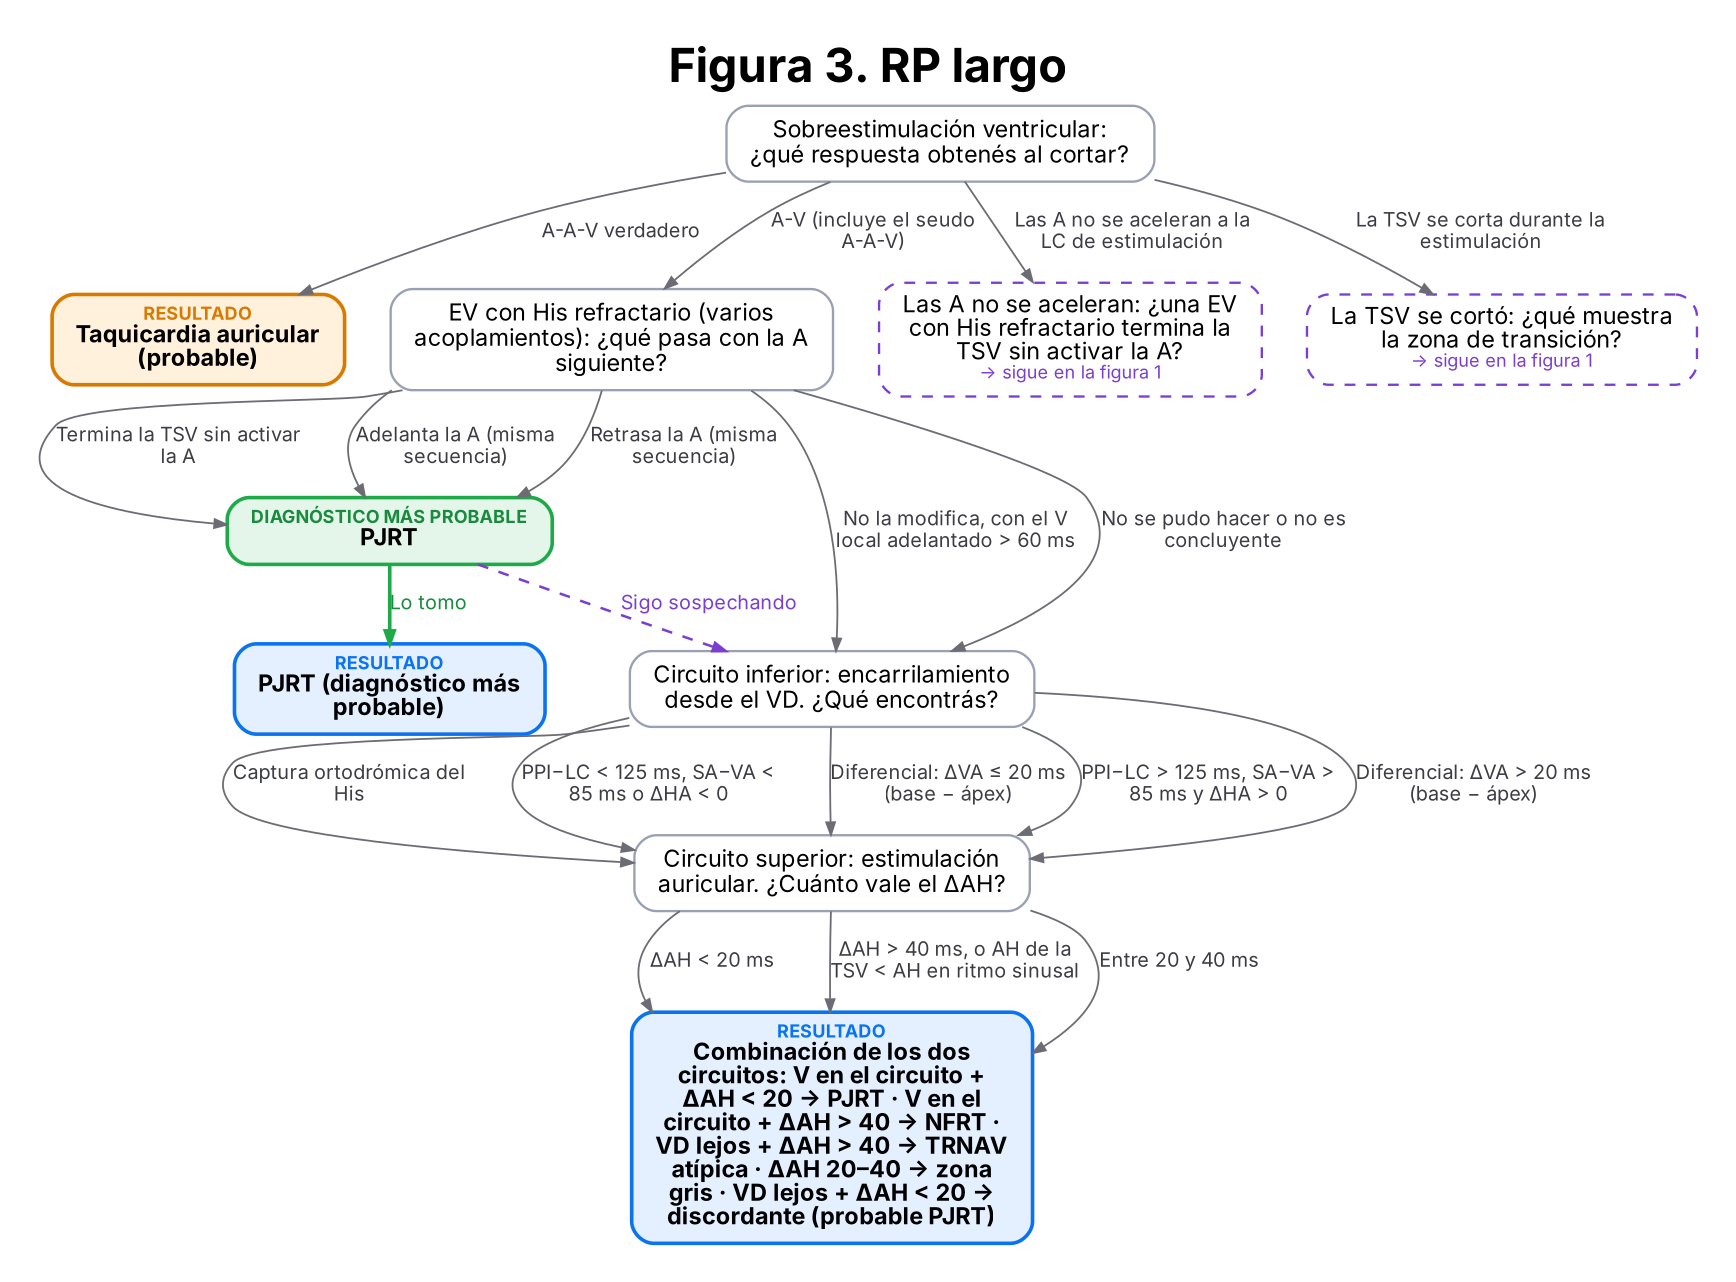 Figura 3. RP largo
Sobreestimulación ventricular:
¿qué respuesta obtenés al cortar?
A-A-V verdadero
A-V (incluye el seudo
A-A-V)
Las A no se aceleran a la
LC de estimulación
La TSV se corta durante la
estimulación
RESULTADO
Taquicardia auricular
(probable)
EV con His refractario (varios
acoplamientos): ¿qué pasa con la A
siguiente?
Las A no se aceleran: ¿una EV
con His refractario termina la
TSV sin activar la A?
→ sigue en la figura 1
La TSV se cortó: ¿qué muestra
la zona de transición?
→ sigue en la figura 1
Termina la TSV sin activar
la A
Adelanta la A (misma
secuencia)
Retrasa la A (misma
secuencia)
No la modifica, con el V
local adelantado > 60 ms
No se pudo hacer o no es
concluyente
DIAGNÓSTICO MÁS PROBABLE
PJRT
Lo tomo
Sigo sospechando
RESULTADO
PJRT (diagnóstico más
probable)
Circuito inferior: encarrilamiento
desde el VD. ¿Qué encontrás?
Captura ortodrómica del
His
PPI−LC < 125 ms, SA−VA <
85 ms o ΔHA < 0
Diferencial: ΔVA ≤ 20 ms
(base − ápex)
PPI−LC > 125 ms, SA−VA >
85 ms y ΔHA > 0
Diferencial: ΔVA > 20 ms
(base − ápex)
Circuito superior: estimulación
auricular. ¿Cuánto vale el ΔAH?
ΔAH < 20 ms
ΔAH > 40 ms, o AH de la
TSV < AH en ritmo sinusal
Entre 20 y 40 ms
RESULTADO
Combinación de los dos
circuitos: V en el circuito +
ΔAH < 20 → PJRT · V en el
circuito + ΔAH > 40 → NFRT ·
VD lejos + ΔAH > 40 → TRNAV
atípica · ΔAH 20–40 → zona
gris · VD lejos + ΔAH < 20 →
discordante (probable PJRT)